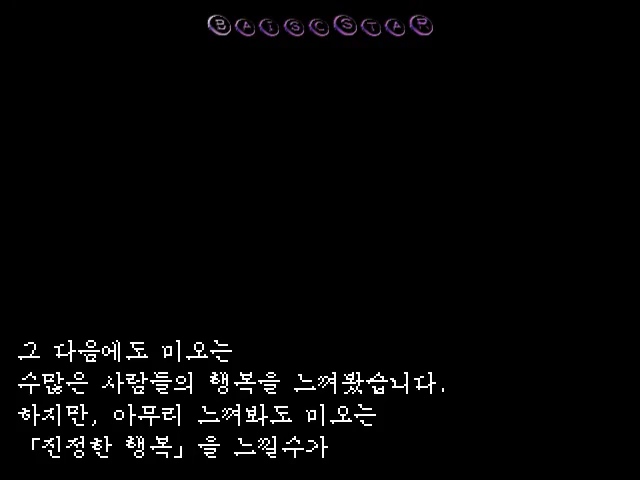 BAiSCSTAR
그 다음에도 미오는
수많은 사람들의 행복을 느껴봤습니다.
하지만, 아무리 느껴봐도 미오는
「진정한 행복」을 느낄수가